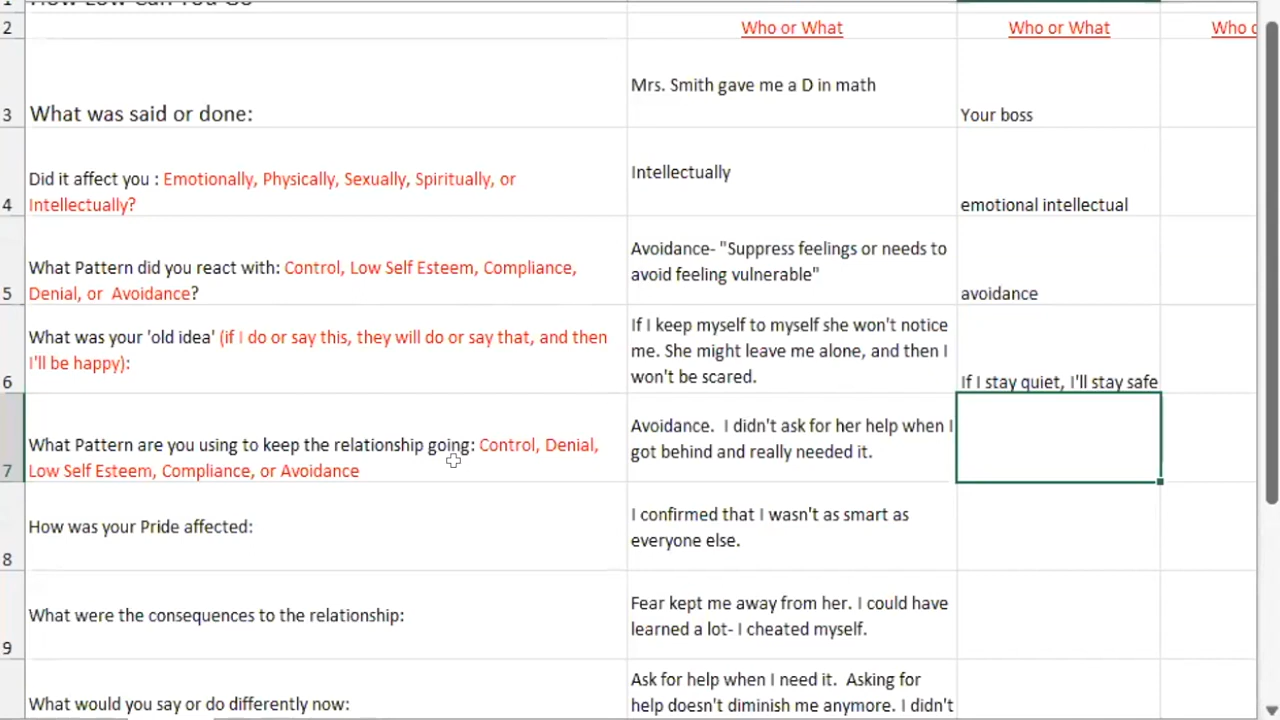 1
How Low Can You Go
2
Who or What
Who or What
Who o
3
What was said or done:
Mrs. Smith gave me a D in math
Your boss
4
Did it affect you : Emotionally, Physically, Sexually, Spiritually, or
Intellectually?
Intellectually
emotional intellectual
5
What Pattern did you react with: Control, Low Self Esteem, Compliance,
Denial, or  Avoidance?
Avoidance- "Suppress feelings or needs to
avoid feeling vulnerable"
avoidance
6
What was your 'old idea' (if I do or say this, they will do or say that, and then
I'll be happy):
If I keep myself to myself she won't notice
me. She might leave me alone, and then I
won't be scared.
If I stay quiet, I'll stay safe
7
What Pattern are you using to keep the relationship going: Control, Denial,
Low Self Esteem, Compliance, or Avoidance
Avoidance.  I didn't ask for her help when I
got behind and really needed it.
8
How was your Pride affected:
I confirmed that I wasn't as smart as
everyone else.
9
What were the consequences to the relationship:
Fear kept me away from her. I could have
learned a lot- I cheated myself.
What would you say or do differently now:
Ask for help when I need it.  Asking for
help doesn't diminish me anymore. I didn't